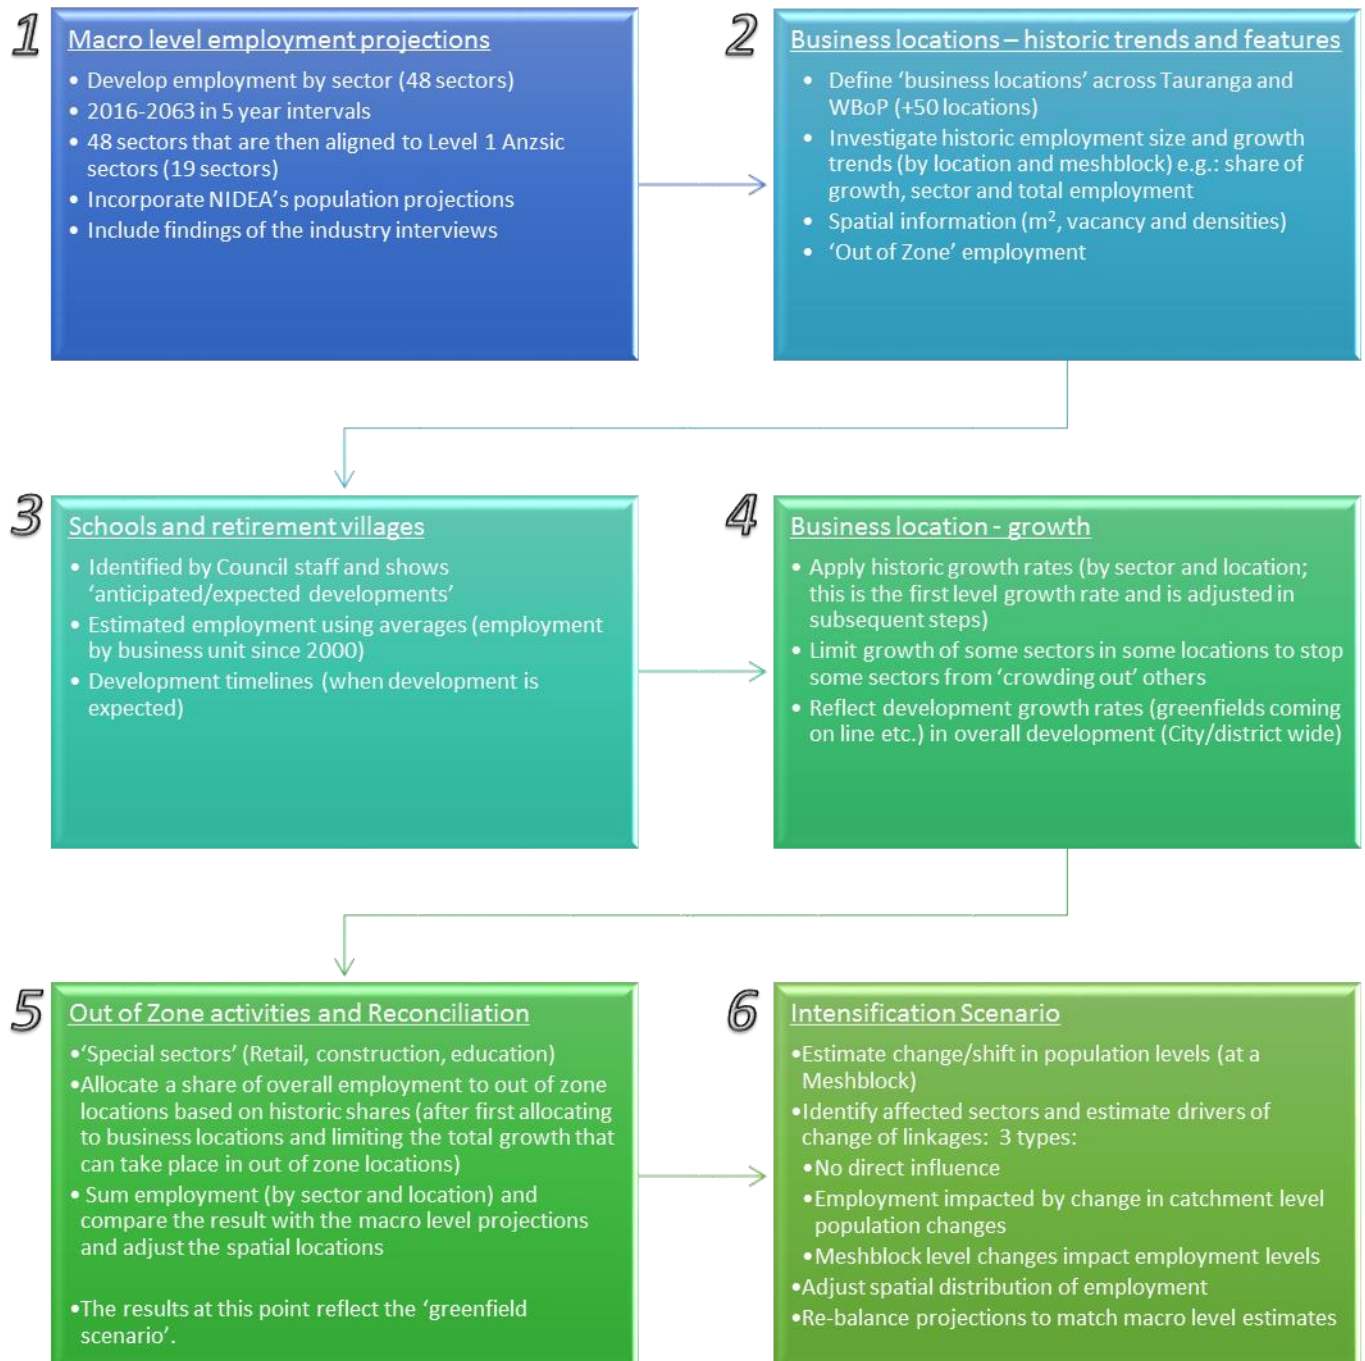 1
Macro level employment projections
• Develop employment by sector (48 sectors)
• 2016-2063 in 5 year intervals
• 48 sectors that are then aligned to Level 1 Anzsic
sectors (19 sectors)
• Incorporate NIDEA's population projections
• Include findings of the industry interviews
2
Business locations – historic trends and features
• Define 'business locations' across Tauranga and
WBoP (+50 locations)
• Investigate historic employment size and growth
trends (by location and meshblock) e.g.: share of
growth, sector and total employment
• Spatial information (m², vacancy and densities)
• 'Out of Zone' employment
3
Schools and retirement villages
• Identified by Council staff and shows
'anticipated/expected developments'
• Estimated employment using averages (employment
by business unit since 2000)
• Development timelines (when development is
expected)
4
Business location - growth
• Apply historic growth rates (by sector and location;
this is the first level growth rate and is adjusted in
subsequent steps)
• Limit growth of some sectors in some locations to stop
some sectors from 'crowding out' others
• Reflect development growth rates (greenfields coming
on line etc.) in overall development (City/district wide)
5
Out of Zone activities and Reconciliation
•'Special sectors' (Retail, construction, education)
•Allocate a share of overall employment to out of zone
locations based on historic shares (after first allocating
to business locations and limiting the total growth that
can take place in out of zone locations)
• Sum employment (by sector and location) and
compare the result with the macro level projections
and adjust the spatial locations
•The results at this point reflect the 'greenfield
scenario'.
6
Intensification Scenario
•Estimate change/shift in population levels (at a
Meshblock)
•Identify affected sectors and estimate drivers of
change of linkages: 3 types:
•No direct influence
•Employment impacted by change in catchment level
population changes
•Meshblock level changes impact employment levels
•Adjust spatial distribution of employment
•Re-balance projections to match macro level estimates